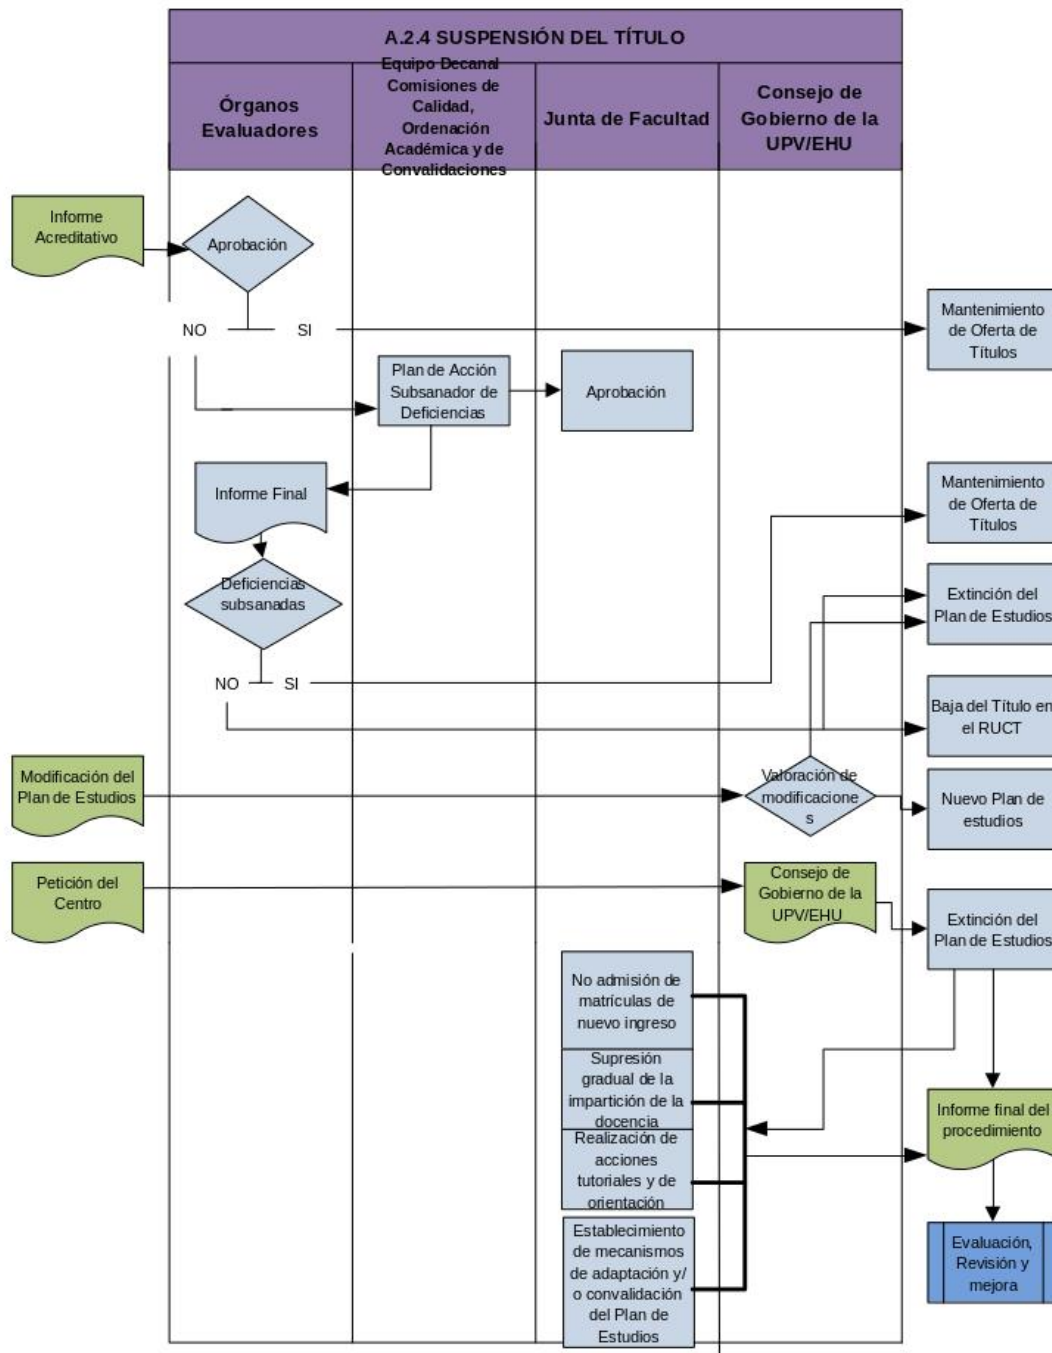 A.2.4 SUSPENSIÓN DEL TÍTULO
Órganos
Evaluadores
Equipo Decanal
Comisiones de
Calidad,
Ordenación
Académica y de
Convalidaciones
Junta de Facultad
Consejo de
Gobierno de la
UPV/EHU
Informe
Acreditativo
Aprobación
NO
SI
Mantenimiento
de Oferta de
Títulos
Plan de Acción
Subsanador de
Deficiencias
Aprobación
Informe Final
Mantenimiento
de Oferta de
Títulos
Deficiencias
subsanadas
Extinción del
Plan de Estudios
NO
SI
Baja del Título en
el RUCT
Modificación del
Plan de Estudios
Valoración de
modificacione
s
Nuevo Plan de
estudios
Petición del
Centro
Consejo de
Gobierno de la
UPV/EHU
Extinción del
Plan de Estudios
No admisión de
matrículas de
nuevo ingreso
Supresión
gradual de la
impartición de la
docencia
Realización de
acciones
tutoriales y de
orientación
Establecimiento
de mecanismos
de adaptación y/
o convalidación
del Plan de
Estudios
Informe final del
procedimiento
Evaluación,
Revisión y
mejora